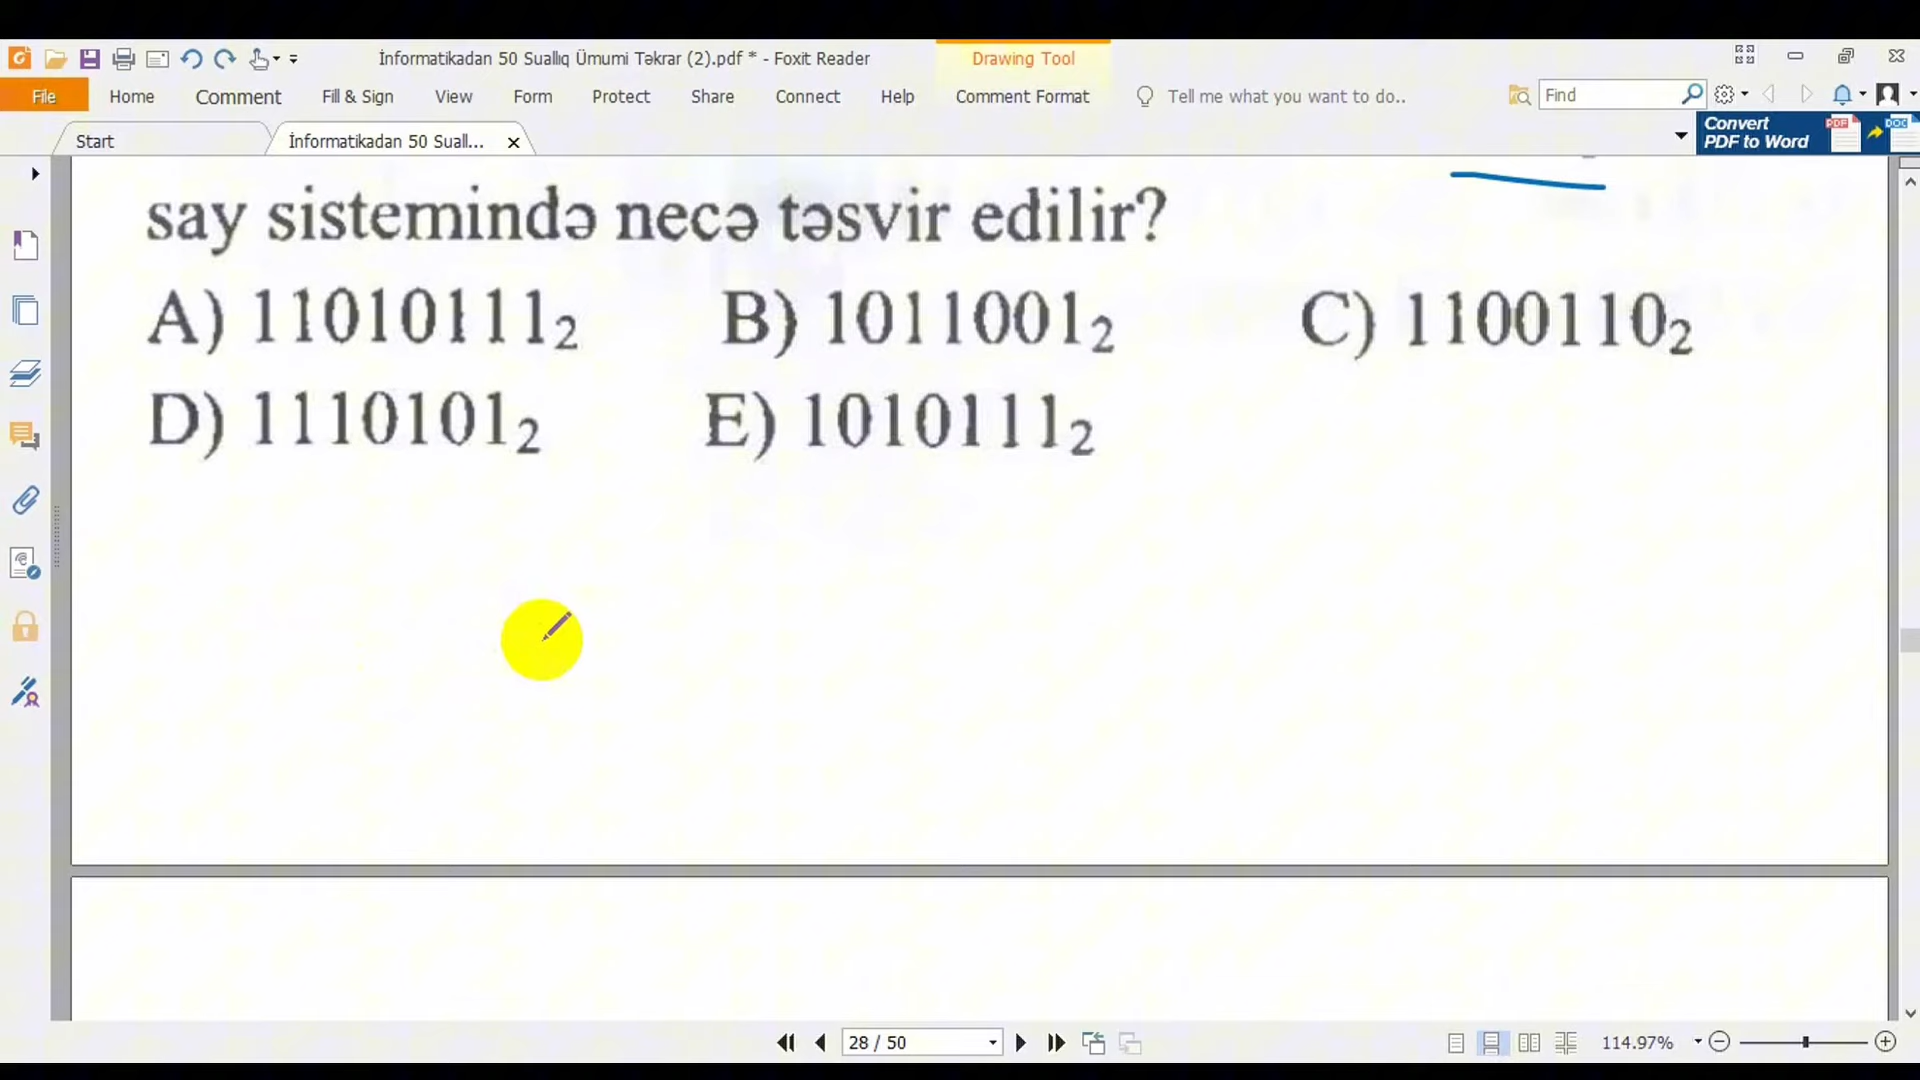 İnformatikadan 50 Suallıq Ümumi Təkrar (2).pdf * - Foxit Reader
Drawing Tool
File Home Comment Fill & Sign View Form Protect Share Connect Help Comment Format Tell me what you want to do.. Find
Start İnformatikadan 50 Suall... Convert PDF to Word PDF DOC
say sistemində necə təsvir edilir?
A) 11010111₂ B) 1011001₂ C) 1100110₂
D) 1110101₂ E) 1010111₂
28 / 50 114.97%